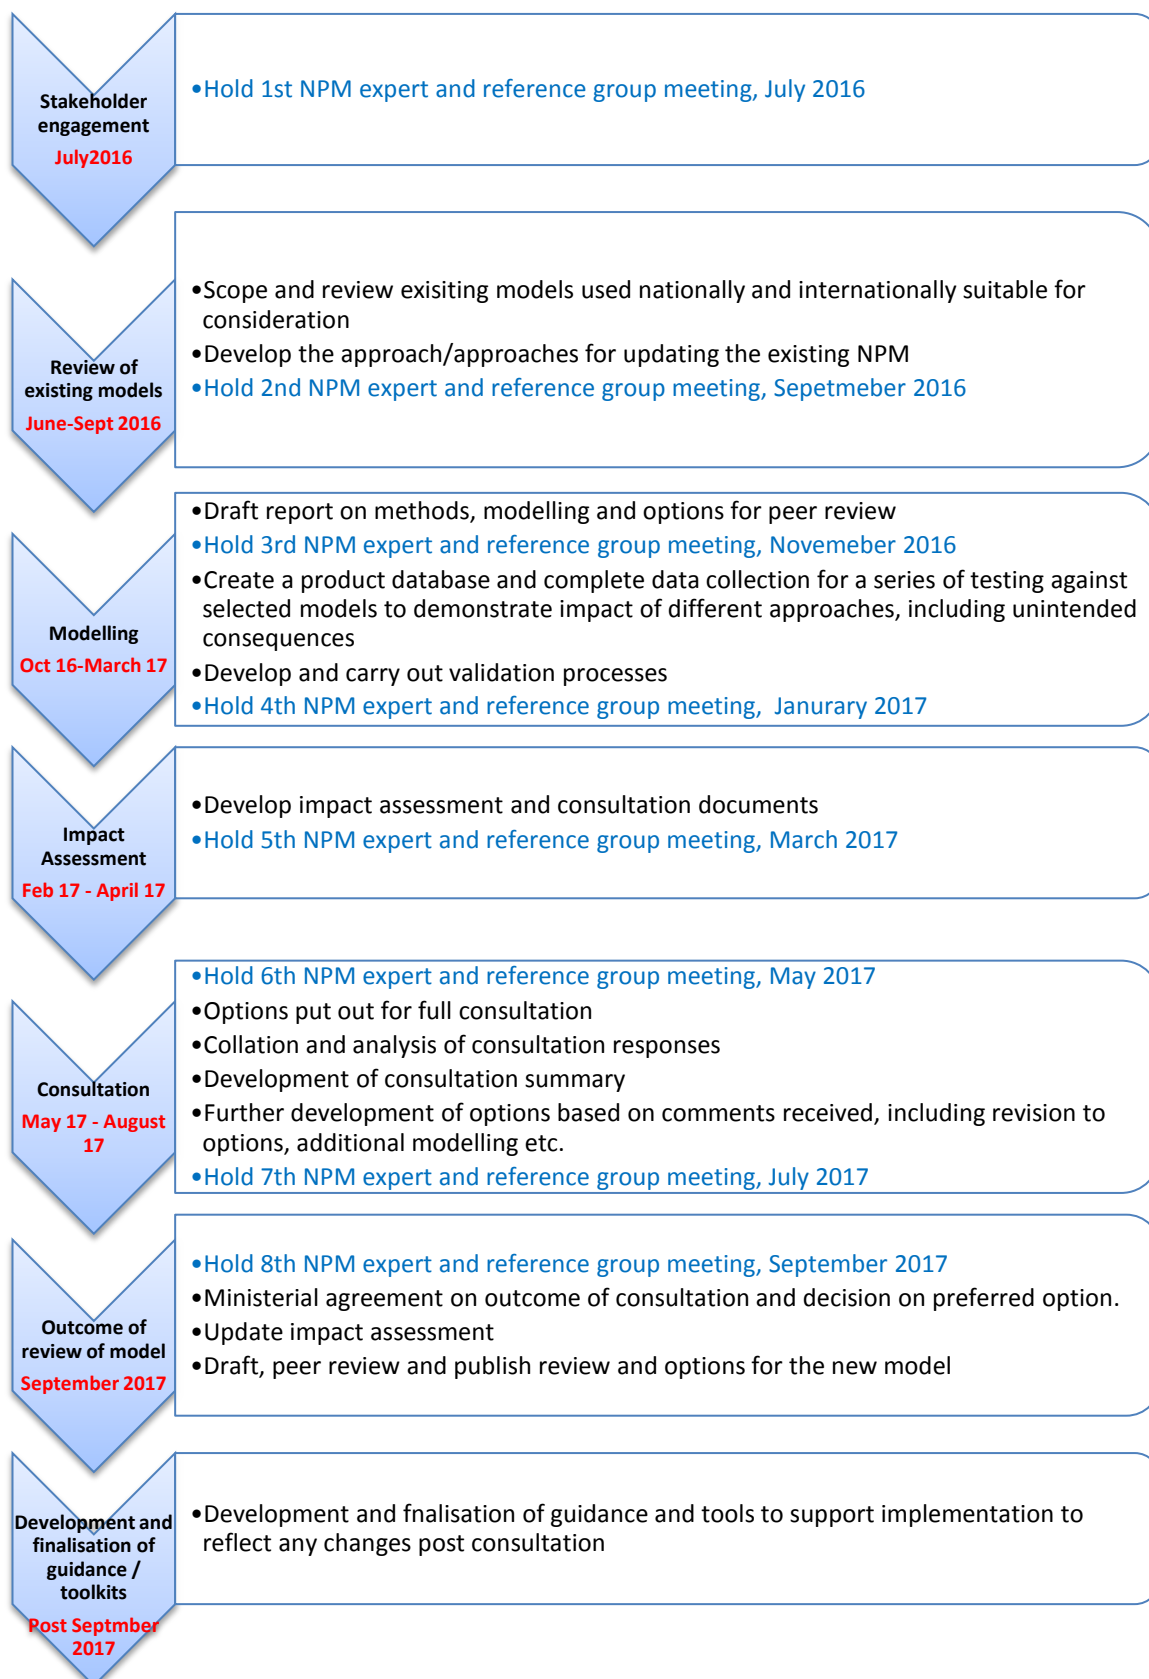 Stakeholder
engagement
July2016
•Hold 1st NPM expert and reference group meeting, July 2016
Review of
existing models
June-Sept 2016
•Scope and review exisiting models used nationally and internationally suitable for
consideration
•Develop the approach/approaches for updating the existing NPM
•Hold 2nd NPM expert and reference group meeting, Sepetmeber 2016
Modelling
Oct 16-March 17
•Draft report on methods, modelling and options for peer review
•Hold 3rd NPM expert and reference group meeting, Novemeber 2016
•Create a product database and complete data collection for a series of testing against
selected models to demonstrate impact of different approaches, including unintended
consequences
•Develop and carry out validation processes
•Hold 4th NPM expert and reference group meeting,  Janurary 2017
Impact
Assessment
Feb 17 - April 17
•Develop impact assessment and consultation documents
•Hold 5th NPM expert and reference group meeting, March 2017
Consultation
May 17 - August
17
•Hold 6th NPM expert and reference group meeting, May 2017
•Options put out for full consultation
•Collation and analysis of consultation responses
•Development of consultation summary
•Further development of options based on comments received, including revision to
options, additional modelling etc.
•Hold 7th NPM expert and reference group meeting, July 2017
Outcome of
review of model
September 2017
•Hold 8th NPM expert and reference group meeting, September 2017
•Ministerial agreement on outcome of consultation and decision on preferred option.
•Update impact assessment
•Draft, peer review and publish review and options for the new model
Development and
finalisation of
guidance /
toolkits
Post Septmber
2017
•Development and fnalisation of guidance and tools to support implementation to
reflect any changes post consultation